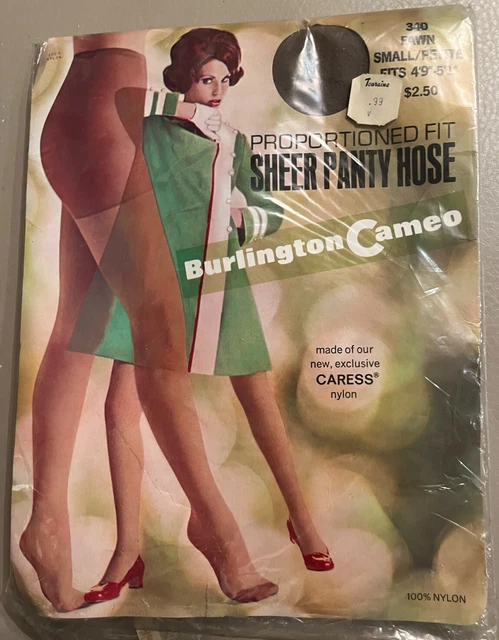 340
FAWN
SMALL/PETITE
FITS 4'9"-5'1"
$2.50
Touraine
.99
V
PROPORTIONED FIT
SHEER PANTY HOSE
Burlington Cameo
made of our
new, exclusive
CARESS®
nylon
100% NYLON